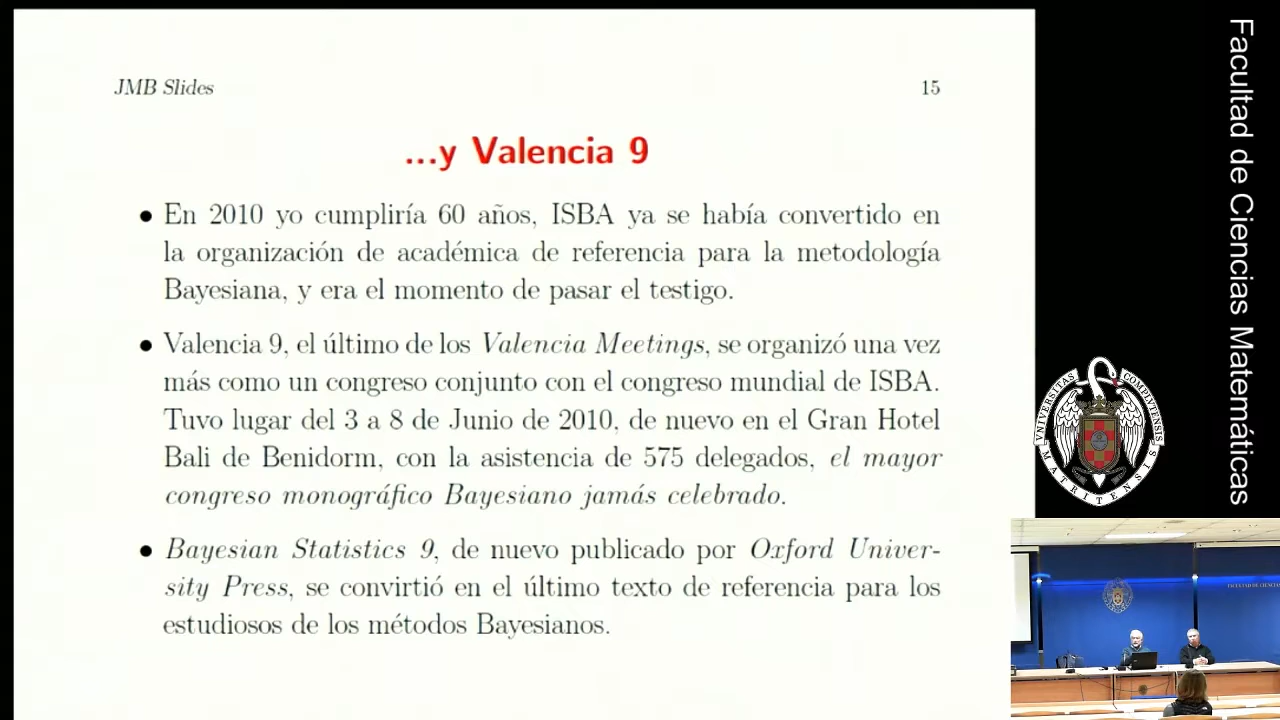 JMB Slides 15
...y Valencia 9
• En 2010 yo cumpliría 60 años, ISBA ya se había convertido en
la organización de académica de referencia para la metodología
Bayesiana, y era el momento de pasar el testigo.
• Valencia 9, el último de los Valencia Meetings, se organizó una vez
más como un congreso conjunto con el congreso mundial de ISBA.
Tuvo lugar del 3 a 8 de Junio de 2010, de nuevo en el Gran Hotel
Bali de Benidorm, con la asistencia de 575 delegados, el mayor
congreso monográfico Bayesiano jamás celebrado.
• Bayesian Statistics 9, de nuevo publicado por Oxford Univer-
sity Press, se convirtió en el último texto de referencia para los
estudiosos de los métodos Bayesianos.
Facultad de Ciencias Matemáticas
VNIVERSITAS COMPLVTENSIS
MATRITENSIS
FACULTAD DE CIENCIAS